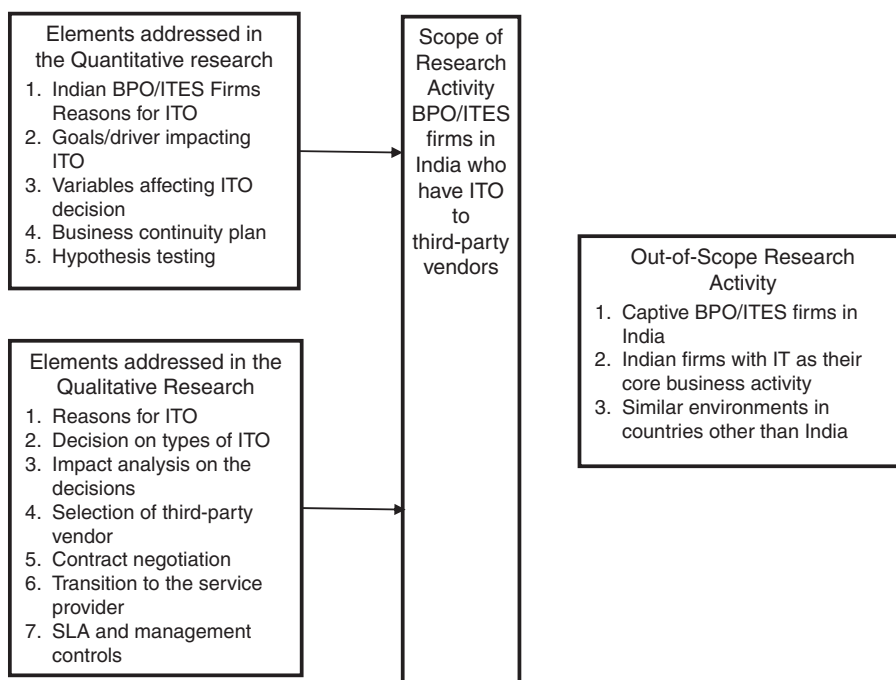 Elements addressed in
the Quantitative research
1. Indian BPO/ITES Firms
Reasons for ITO
2. Goals/driver impacting
ITO
3. Variables affecting ITO
decision
4. Business continuity plan
5. Hypothesis testing
Elements addressed in the
Qualitative Research
1. Reasons for ITO
2. Decision on types of ITO
3. Impact analysis on the
decisions
4. Selection of third-party
vendor
5. Contract negotiation
6. Transition to the service
provider
7. SLA and management
controls
Scope of
Research
Activity
BPO/ITES
firms in
India who
have ITO
to
third-party
vendors
Out-of-Scope Research
Activity
1. Captive BPO/ITES firms in
India
2. Indian firms with IT as their
core business activity
3. Similar environments in
countries other than India